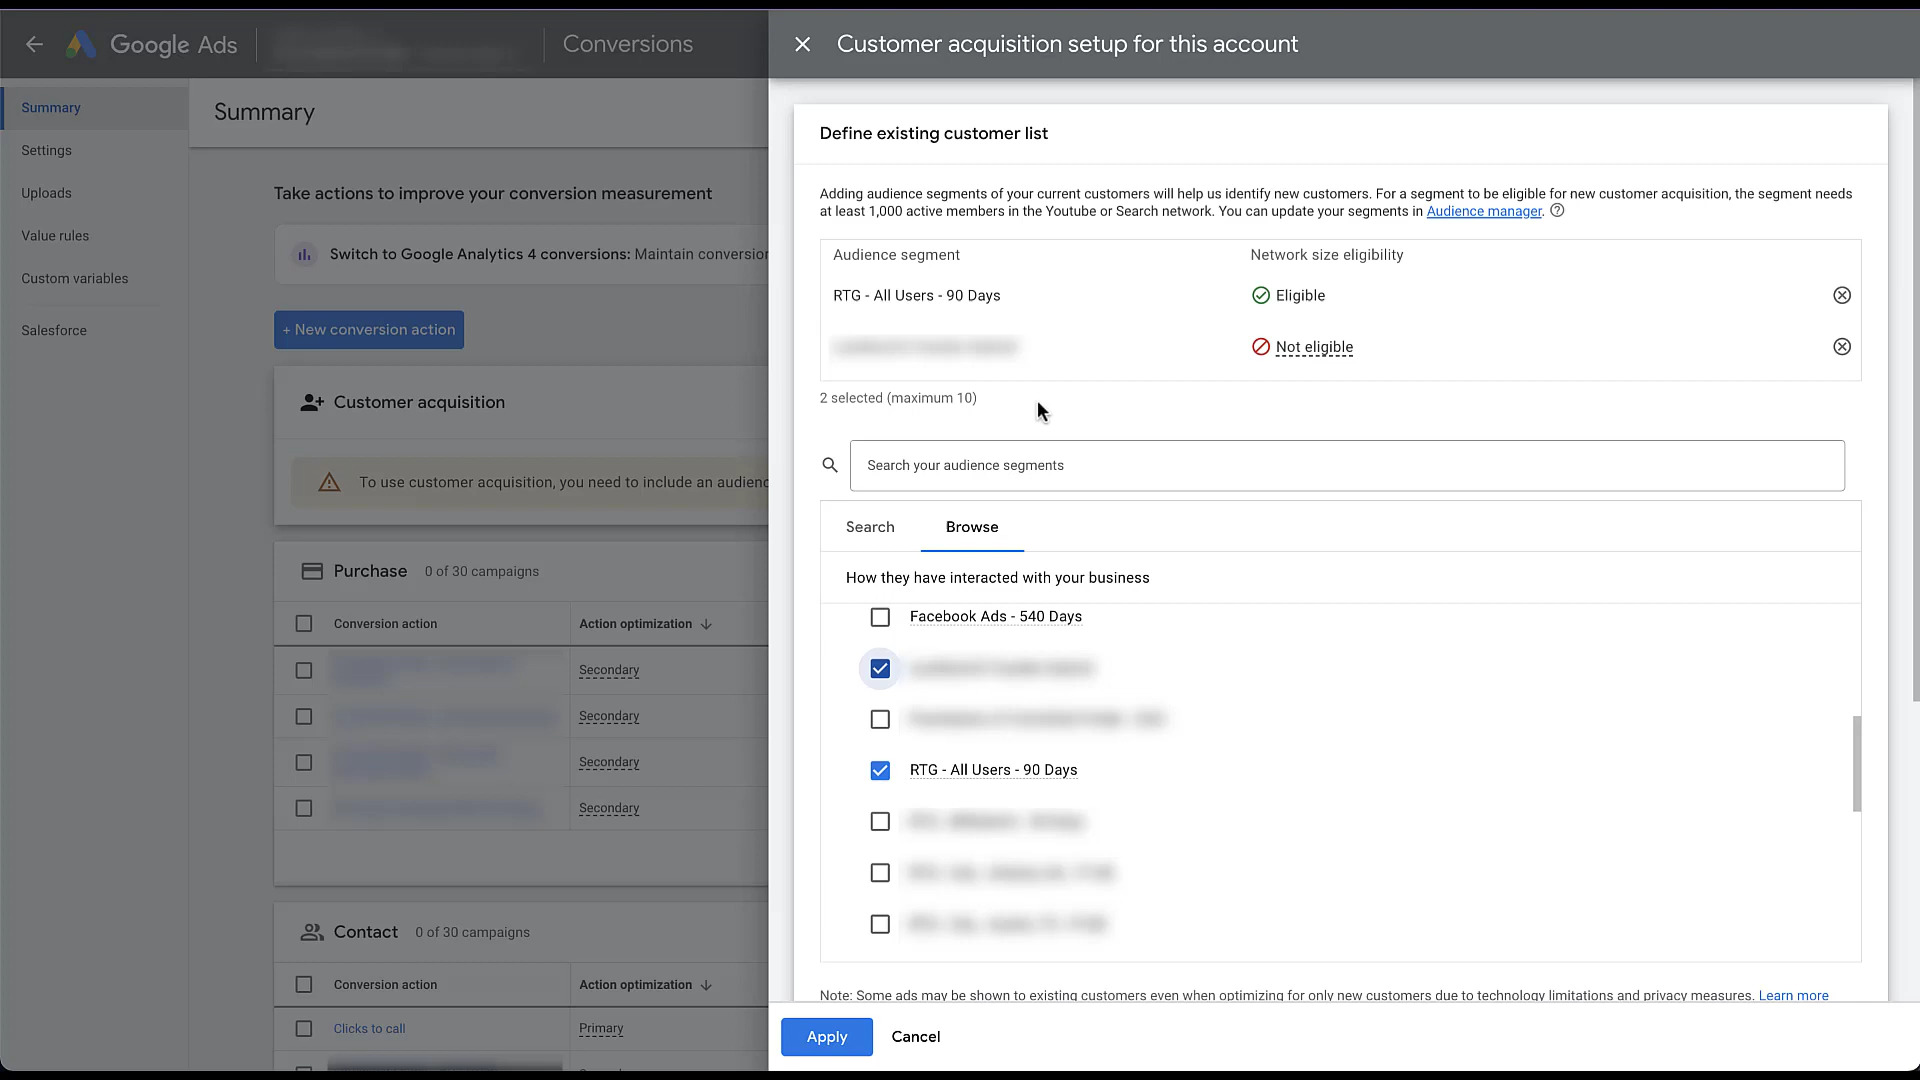 Google Ads
Conversions
Summary
Settings
Uploads
Value rules
Custom variables
Salesforce
Summary
Take actions to improve your conversion measurement
Switch to Google Analytics 4 conversions: Maintain conversion
+ New conversion action
Customer acquisition
To use customer acquisition, you need to include an audienc
Purchase 0 of 30 campaigns
Conversion action Action optimization
Secondary
Secondary
Secondary
Secondary
Contact 0 of 30 campaigns
Conversion action Action optimization
Clicks to call Primary
Customer acquisition setup for this account
Define existing customer list
Adding audience segments of your current customers will help us identify new customers. For a segment to be eligible for new customer acquisition, the segment needs
at least 1,000 active members in the Youtube or Search network. You can update your segments in Audience manager.
Audience segment Network size eligibility
RTG - All Users - 90 Days Eligible
Not eligible
2 selected (maximum 10)
Search your audience segments
Search Browse
How they have interacted with your business
Facebook Ads - 540 Days
RTG - All Users - 90 Days
Note: Some ads may be shown to existing customers even when optimizing for only new customers due to technology limitations and privacy measures. Learn more
Apply Cancel